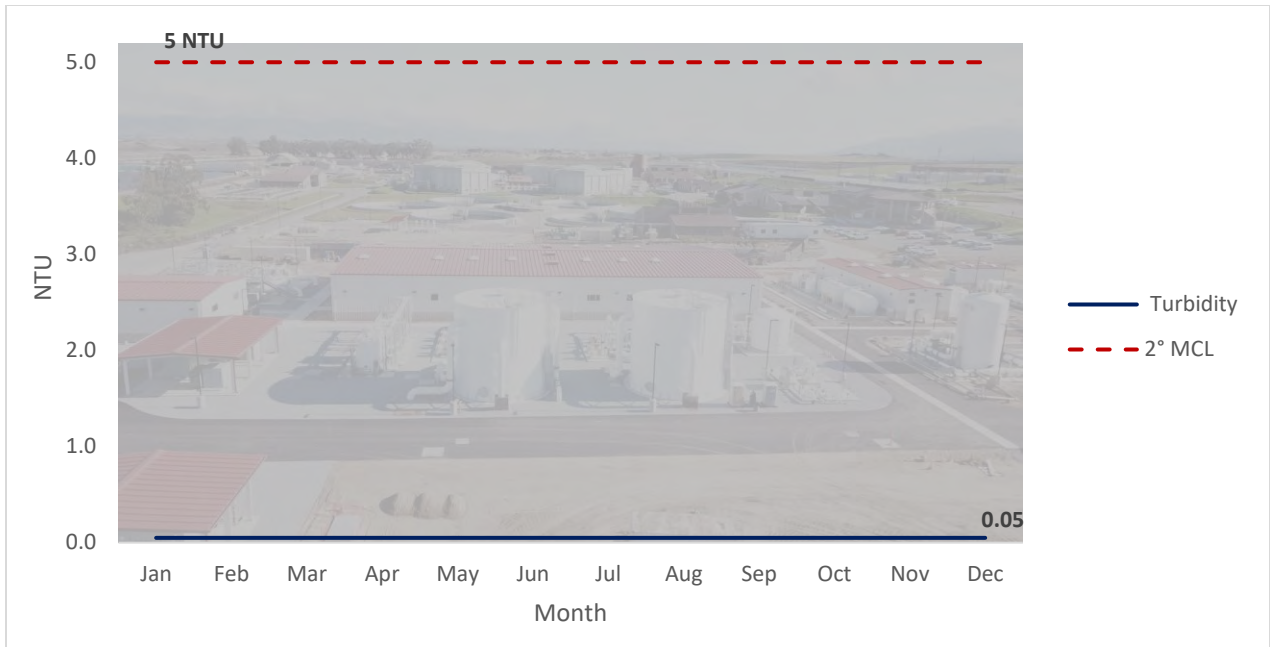 5 NTU
5.0
4.0
3.0
2.0
1.0
0.0
NTU
0.05
Jan Feb Mar Apr May Jun Jul Aug Sep Oct Nov Dec
Month
Turbidity
2° MCL